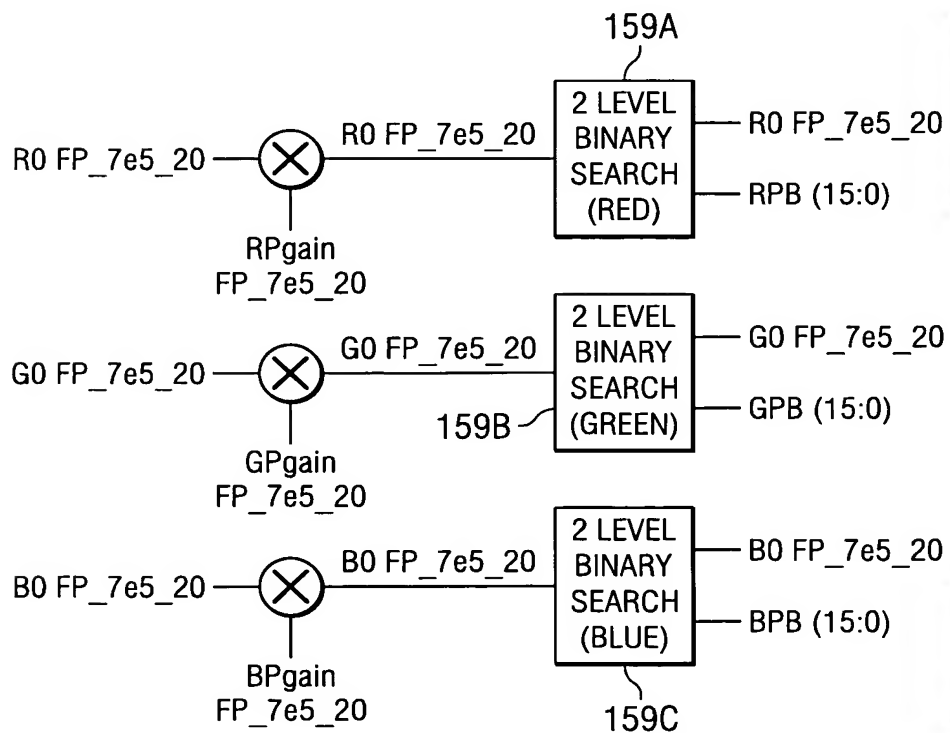 159A
R0 FP_7e5_20
R0 FP_7e5_20
2 LEVEL
BINARY
SEARCH
(RED)
R0 FP_7e5_20
RPB (15:0)
RPgain
FP_7e5_20
G0 FP_7e5_20
G0 FP_7e5_20
2 LEVEL
BINARY
SEARCH
(GREEN)
G0 FP_7e5_20
GPB (15:0)
159B
GPgain
FP_7e5_20
B0 FP_7e5_20
B0 FP_7e5_20
2 LEVEL
BINARY
SEARCH
(BLUE)
B0 FP_7e5_20
BPB (15:0)
BPgain
FP_7e5_20
159C